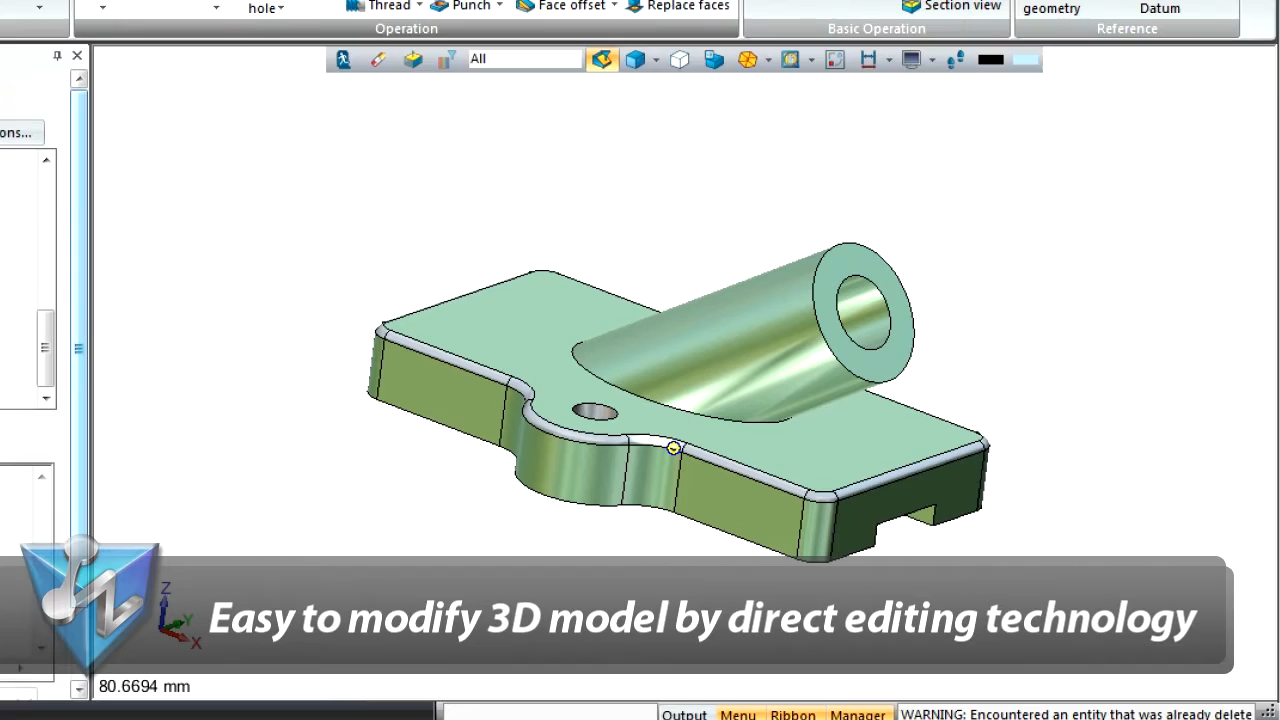 Thread Punch Face offset Replace faces Section view geometry Datum
hole
Operation Basic Operation Reference
All
ons...
Z
Y
X
Easy to modify 3D model by direct editing technology
80.6694 mm
Output Menu Ribbon Manager WARNING: Encountered an entity that was already delete